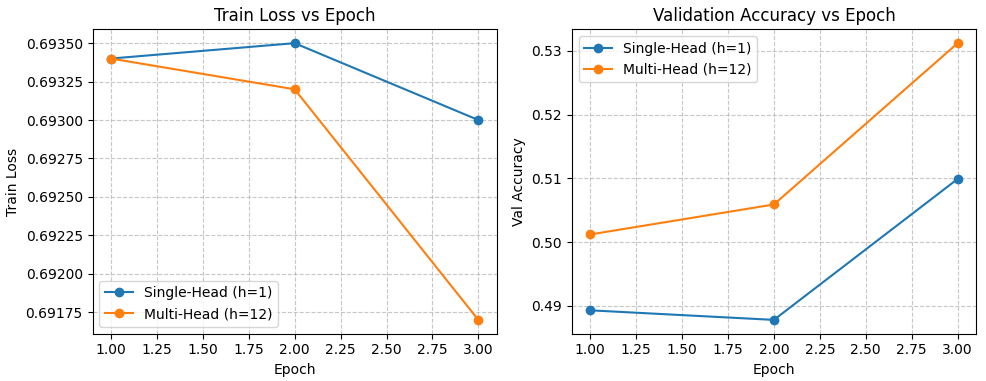 Train Loss vs Epoch
Train Loss
0.69350
0.69325
0.69300
0.69275
0.69250
0.69225
0.69200
0.69175
Single-Head (h=1)
Multi-Head (h=12)
1.00 1.25 1.50 1.75 2.00 2.25 2.50 2.75 3.00
Epoch
Validation Accuracy vs Epoch
Val Accuracy
0.53
0.52
0.51
0.50
0.49
Single-Head (h=1)
Multi-Head (h=12)
1.00 1.25 1.50 1.75 2.00 2.25 2.50 2.75 3.00
Epoch